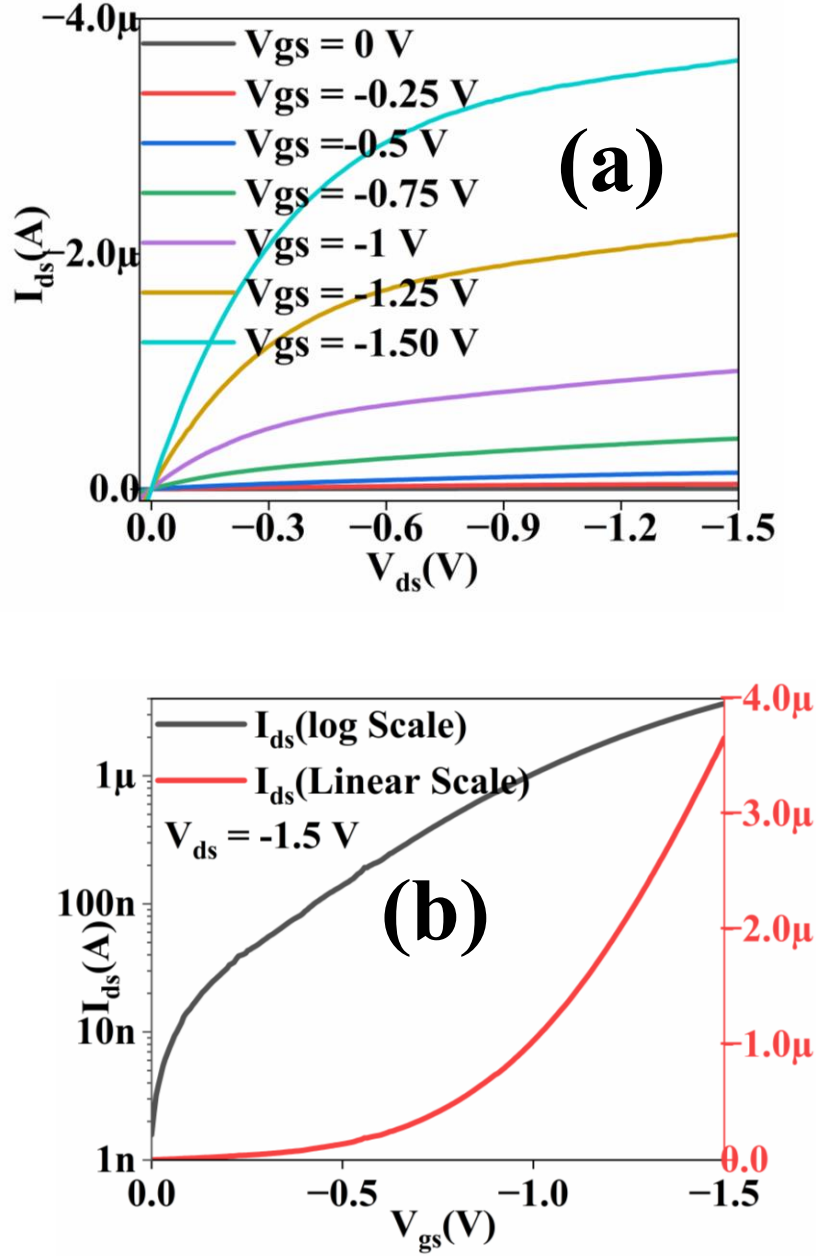 −4.0μ
Vgs = 0 V
Vgs = -0.25 V
Vgs =-0.5 V
Vgs = -0.75 V
Vgs = -1 V
Vgs = -1.25 V
Vgs = -1.50 V
(a)
−2.0μ
0.0
Ids(A)
0.0 −0.3 −0.6 −0.9 −1.2 −1.5
Vds(V)
Ids(log Scale)
Ids(Linear Scale)
Vds = -1.5 V
(b)
1μ
100n
10n
1n
Ids(A)
−4.0μ
−3.0μ
−2.0μ
−1.0μ
0.0
0.0 −0.5 −1.0 −1.5
Vgs(V)